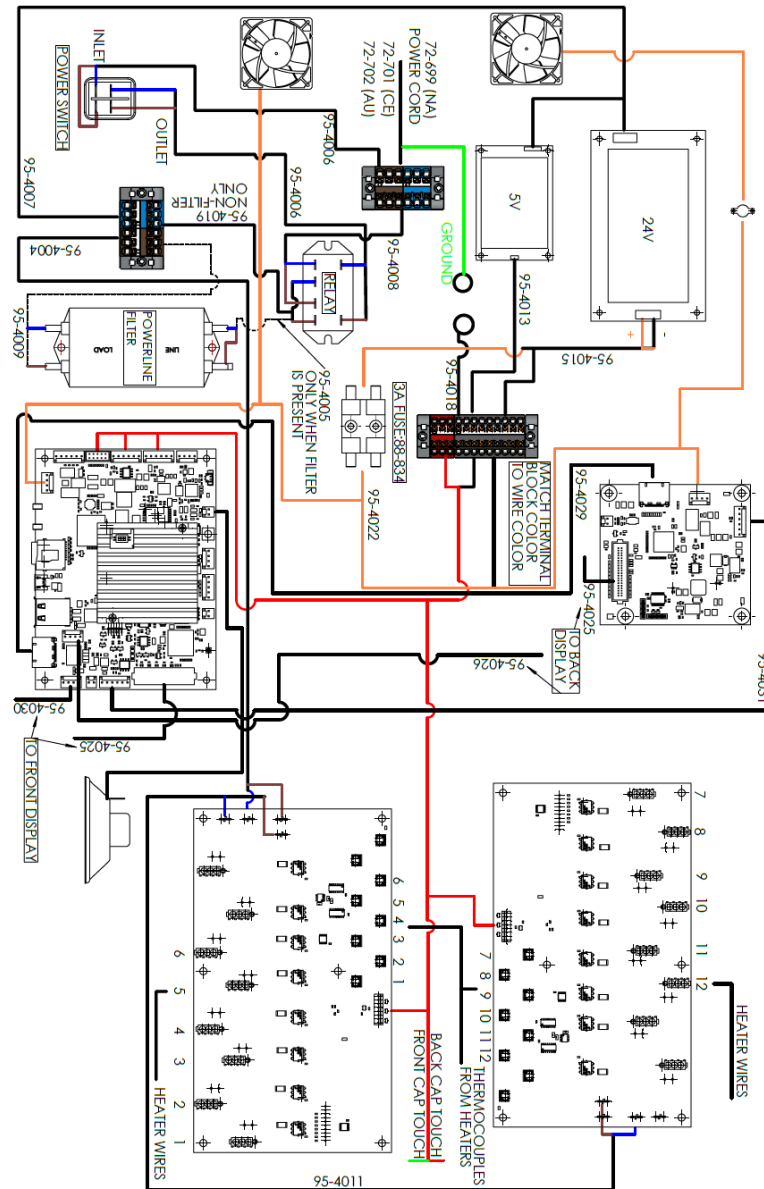 INLET
POWER SWITCH
OUTLET
72-699 (NA)
POWER CORD
72-701 (CE)
72-702 (AU)
95-4006
95-4006
95-4007
95-4019
NON-FILTER
ONLY
95-4004
95-4008
GROUND
5V
24V
95-4013
+
-
95-4015
RELAY
POWERLINE
FILTER
LINE
LOAD
95-4009
95-4005
ONLY WHEN FILTER
IS PRESENT
3A FUSE:88-834
95-4018
95-4022
MATCH TERMINAL
BLOCK COLOR
TO WIRE COLOR
95-4029
95-4025
TO BACK
DISPLAY
95-4026
95-4031
95-4030
95-4025
TO FRONT DISPLAY
7
8
9
10
11
12
HEATER WIRES
7
8
9
10
11
12
THERMOCOUPLES
FROM HEATERS
6
5
4
3
2
1
BACK CAP TOUCH
FRONT CAP TOUCH
6
5
4
3
2
1
HEATER WIRES
95-4011